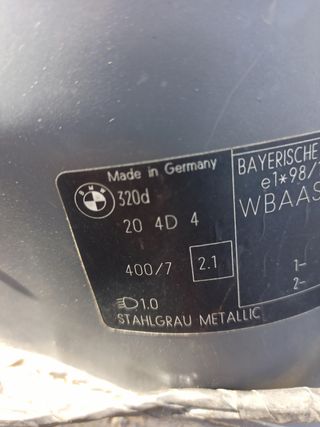 Made in Germany
BMW
320d
20 4D 4
400/7 2.1
1.0
STAHLGRAU METALLIC
BAYERISCHE
e1*98/
WBAAS
1-
2-